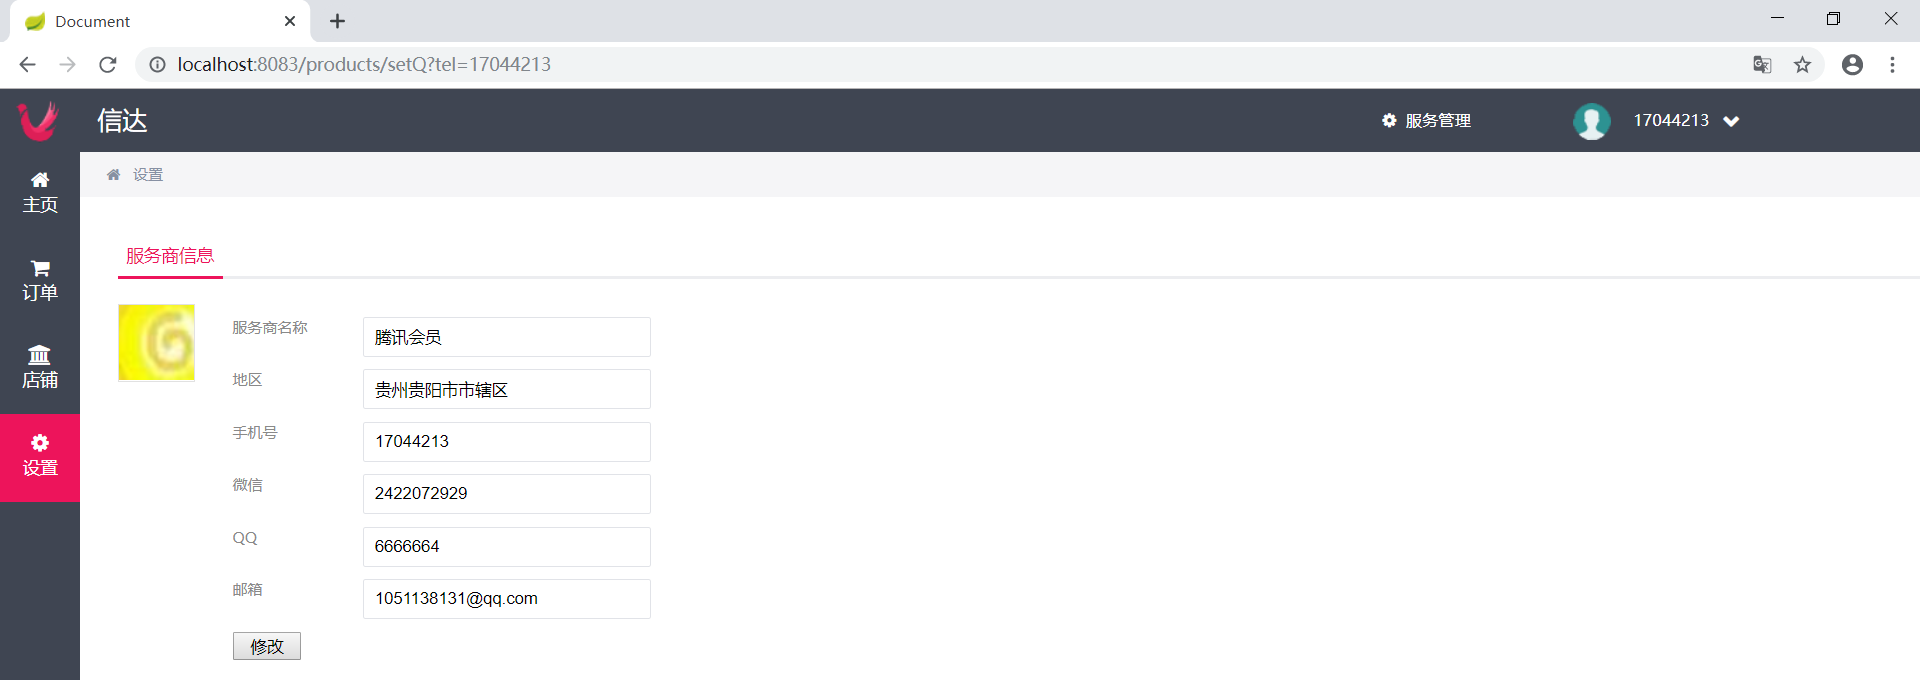 Document
localhost:8083/products/setQ?tel=17044213
信达
服务管理
17044213
设置
主页
订单
店铺
设置
服务商信息
服务商名称
腾讯会员
地区
贵州贵阳市市辖区
手机号
17044213
微信
2422072929
QQ
6666664
邮箱
1051138131@qq.com
修改